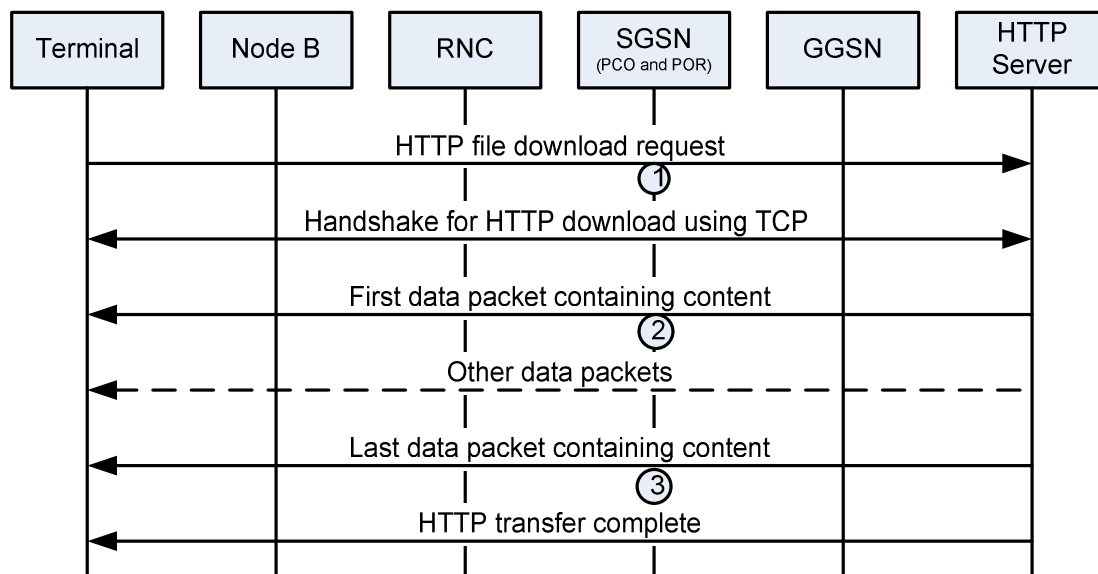 Terminal
Node B
RNC
SGSN
(PCO and POR)
GGSN
HTTP
Server
HTTP file download request
1
Handshake for HTTP download using TCP
First data packet containing content
2
Other data packets
Last data packet containing content
3
HTTP transfer complete